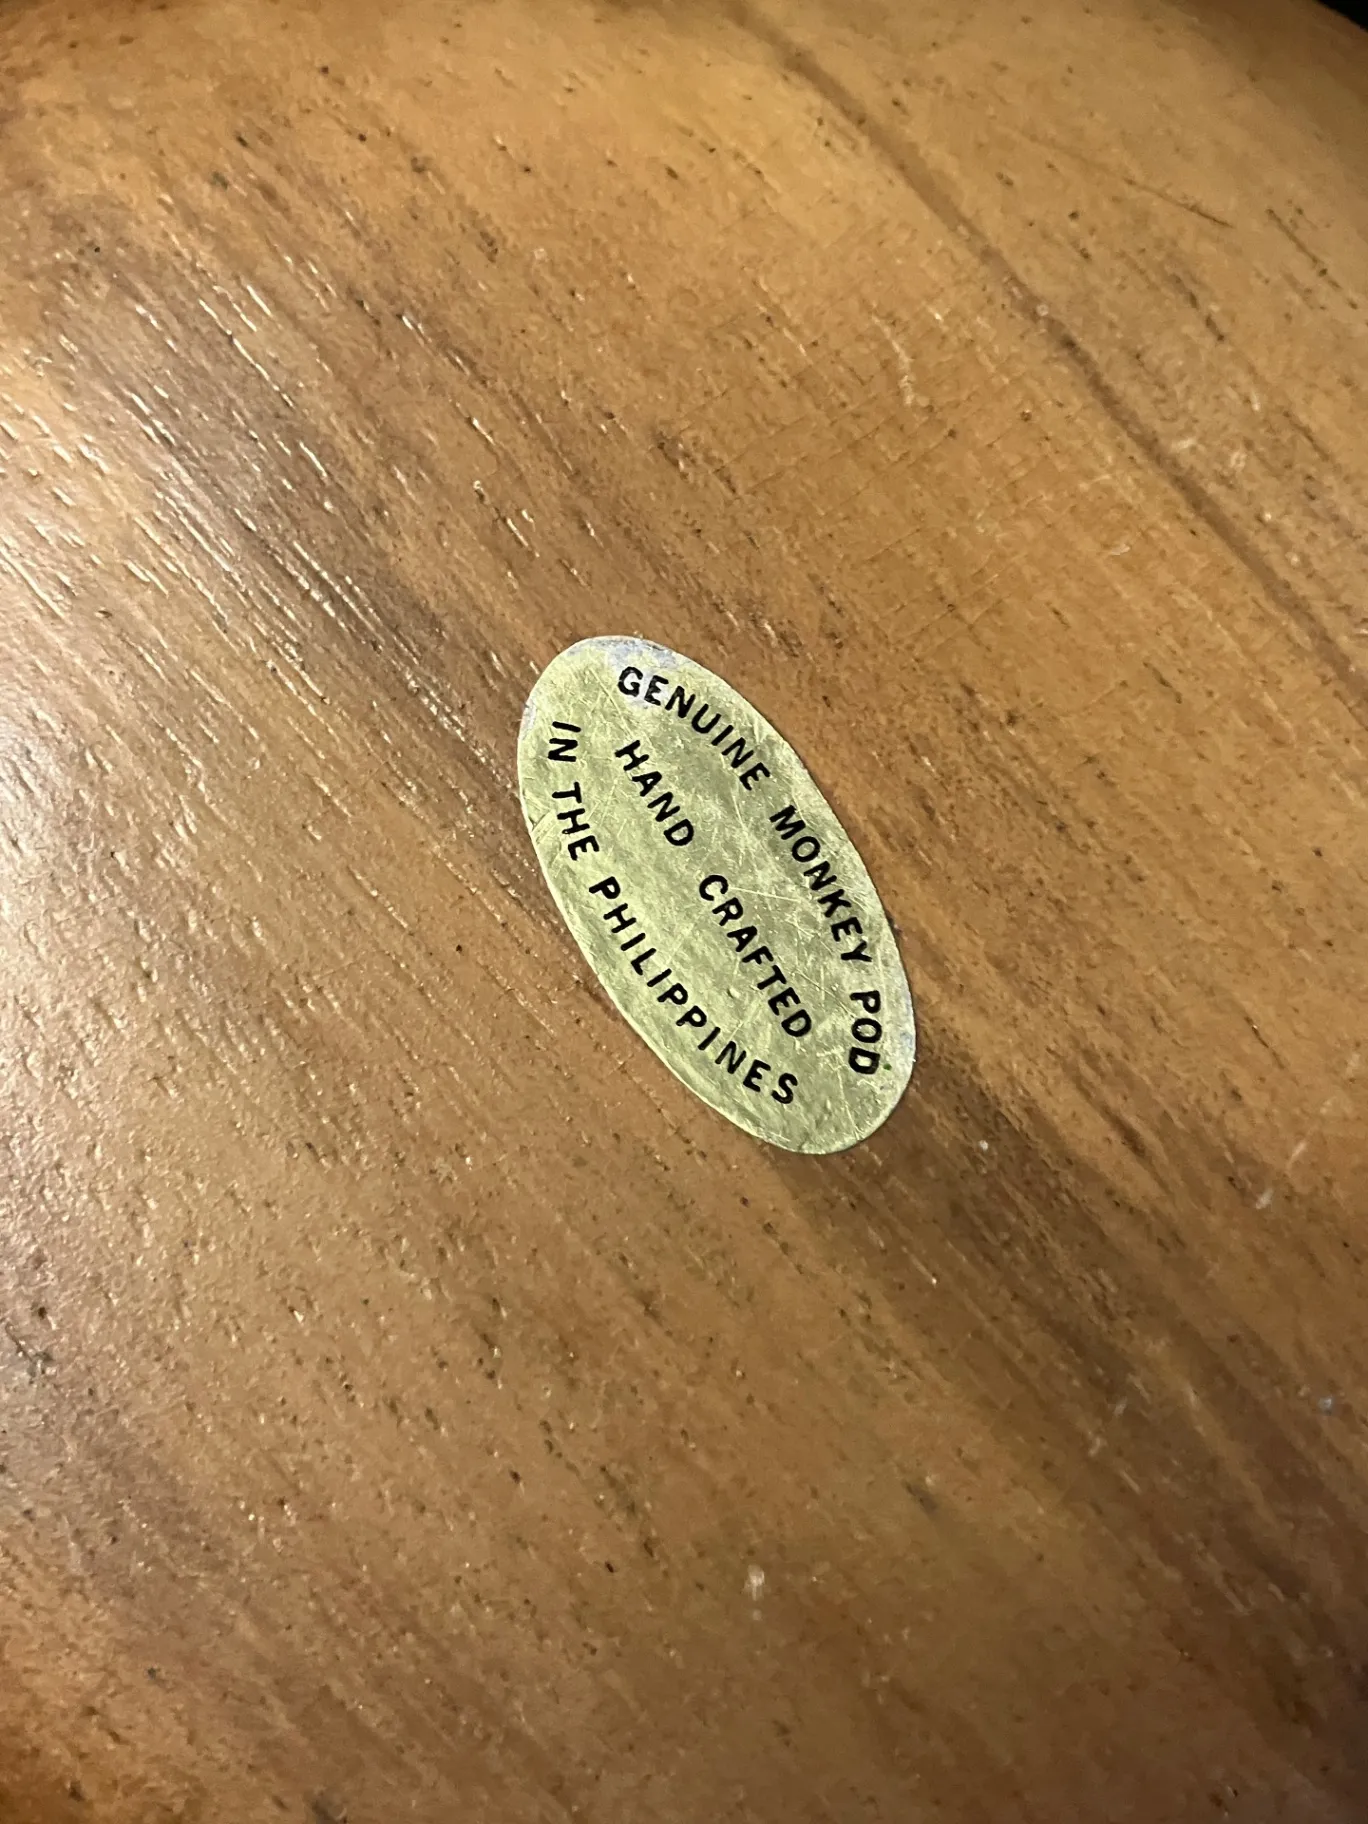 GENUINE MONKEY POD
HAND CRAFTED
IN THE PHILIPPINES